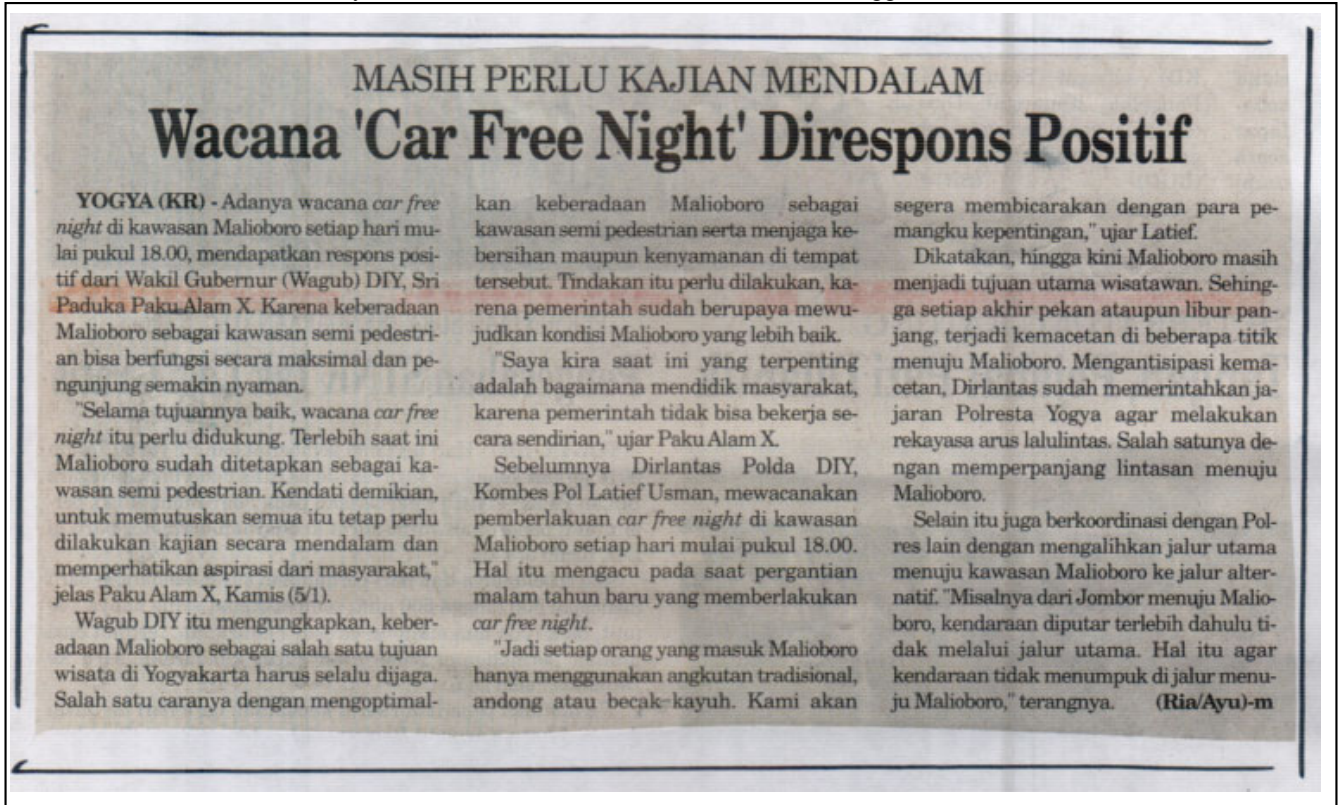 MASIH PERLU KAJIAN MENDALAM
Wacana 'Car Free Night' Direspons Positif
YOGYA (KR) - Adanya wacana car free
night di kawasan Malioboro setiap hari mu-
lai pukul 18.00, mendapatkan respons posi-
tif dari Wakil Gubernur (Wagub) DIY, Sri
Paduka Paku Alam X. Karena keberadaan
Malioboro sebagai kawasan semi pedestri-
an bisa berfungsi secara maksimal dan pe-
ngunjung semakin nyaman.
"Selama tujuannya baik, wacana car free
night itu perlu didukung. Terlebih saat ini
Malioboro sudah ditetapkan sebagai ka-
wasan semi pedestrian. Kendati demikian,
untuk memutuskan semua itu tetap perlu
dilakukan kajian secara mendalam dan
memperhatikan aspirasi dari masyarakat,"
jelas Paku Alam X, Kamis (5/1).
Wagub DIY itu mengungkapkan, keber-
adaan Malioboro sebagai salah satu tujuan
wisata di Yogyakarta harus selalu dijaga.
Salah satu caranya dengan mengoptimal-
kan keberadaan Malioboro sebagai
kawasan semi pedestrian serta menjaga ke-
bersihan maupun kenyamanan di tempat
tersebut. Tindakan itu perlu dilakukan, ka-
rena pemerintah sudah berupaya mewu-
judkan kondisi Malioboro yang lebih baik.
"Saya kira saat ini yang terpenting
adalah bagaimana mendidik masyarakat,
karena pemerintah tidak bisa bekerja se-
cara sendirian," ujar Paku Alam X.
Sebelumnya Dirlantas Polda DIY,
Kombes Pol Latief Usman, mewacanakan
pemberlakuan car free night di kawasan
Malioboro setiap hari mulai pukul 18.00.
Hal itu mengacu pada saat pergantian
malam tahun baru yang memberlakukan
car free night.
"Jadi setiap orang yang masuk Malioboro
hanya menggunakan angkutan tradisional,
andong atau becak kayuh. Kami akan
segera membicarakan dengan para pe-
mangku kepentingan," ujar Latief.
Dikatakan, hingga kini Malioboro masih
menjadi tujuan utama wisatawan. Sehing-
ga setiap akhir pekan ataupun libur pan-
jang, terjadi kemacetan di beberapa titik
menuju Malioboro. Mengantisipasi kema-
cetan, Dirlantas sudah memerintahkan ja-
jaran Polresta Yogya agar melakukan
rekayasa arus lalulintas. Salah satunya de-
ngan memperpanjang lintasan menuju
Malioboro.
Selain itu juga berkoordinasi dengan Pol-
res lain dengan mengalihkan jalur utama
menuju kawasan Malioboro ke jalur alter-
natif. "Misalnya dari Jombor menuju Malio-
boro, kendaraan diputar terlebih dahulu ti-
dak melalui jalur utama. Hal itu agar
kendaraan tidak menumpuk di jalur menu-
ju Malioboro," terangnya. (Ria/Ayu)-m